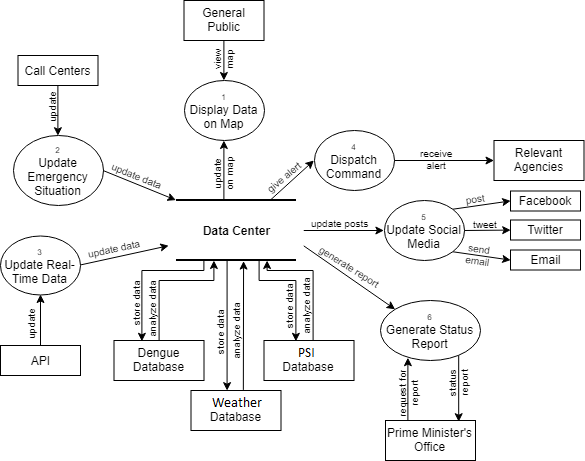 General
Public
view
map
Call Centers
update
1
Display Data
on Map
2
Update
Emergency
Situation
update data
update
on map
give alert
4
Dispatch
Command
receive
alert
Relevant
Agencies
post
Facebook
3
Update Real-
Time Data
update data
Data Center
update posts
5
Update Social
Media
tweet
Twitter
send
email
Email
generate report
update
API
store data
analyze data
store data
analyze data
store data
analyze data
Dengue
Database
Weather
Database
PSI
Database
6
Generate Status
Report
request for
report
status
report
Prime Minister's
Office